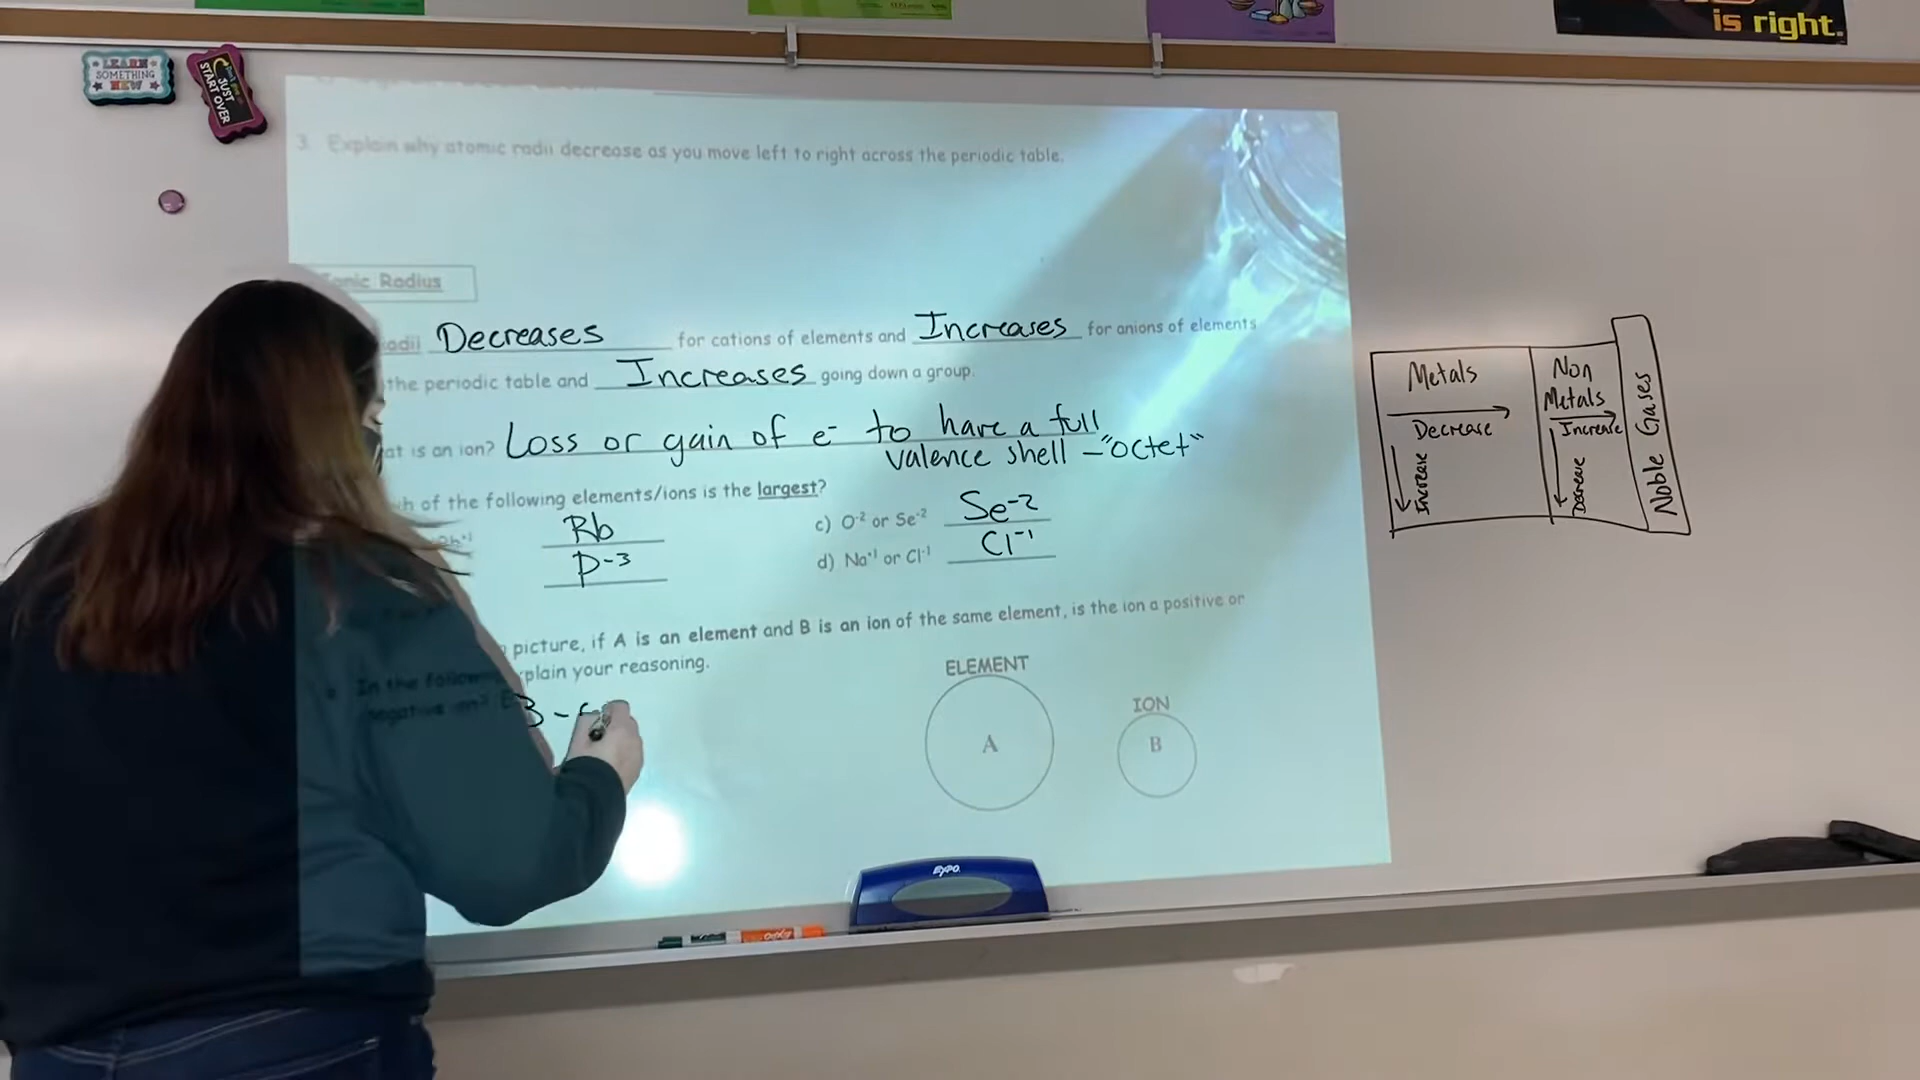 is right.
LEARN
SOMETHING
NEW
JUST
START OVER
3. Explain why atomic radii decrease as you move left to right across the periodic table.
Ionic Radius
radii Decreases for cations of elements and Increases for anions of elements
the periodic table and Increases going down a group.
is an ion? Loss or gain of e⁻ to have a full
valence shell - "octet"
of the following elements/ions is the largest?
Rb
c) O⁻² or Se⁻² Se⁻²
P⁻³
d) Na⁺¹ or Cl⁻¹ Cl⁻¹
In the following picture, if A is an element and B is an ion of the same element, is the ion a positive or
negative ion? Explain your reasoning.
B -
ELEMENT
A
ION
B
Metals
Decrease
Increase
Non
Metals
Increase
Decrease
Noble Gases
EXPO